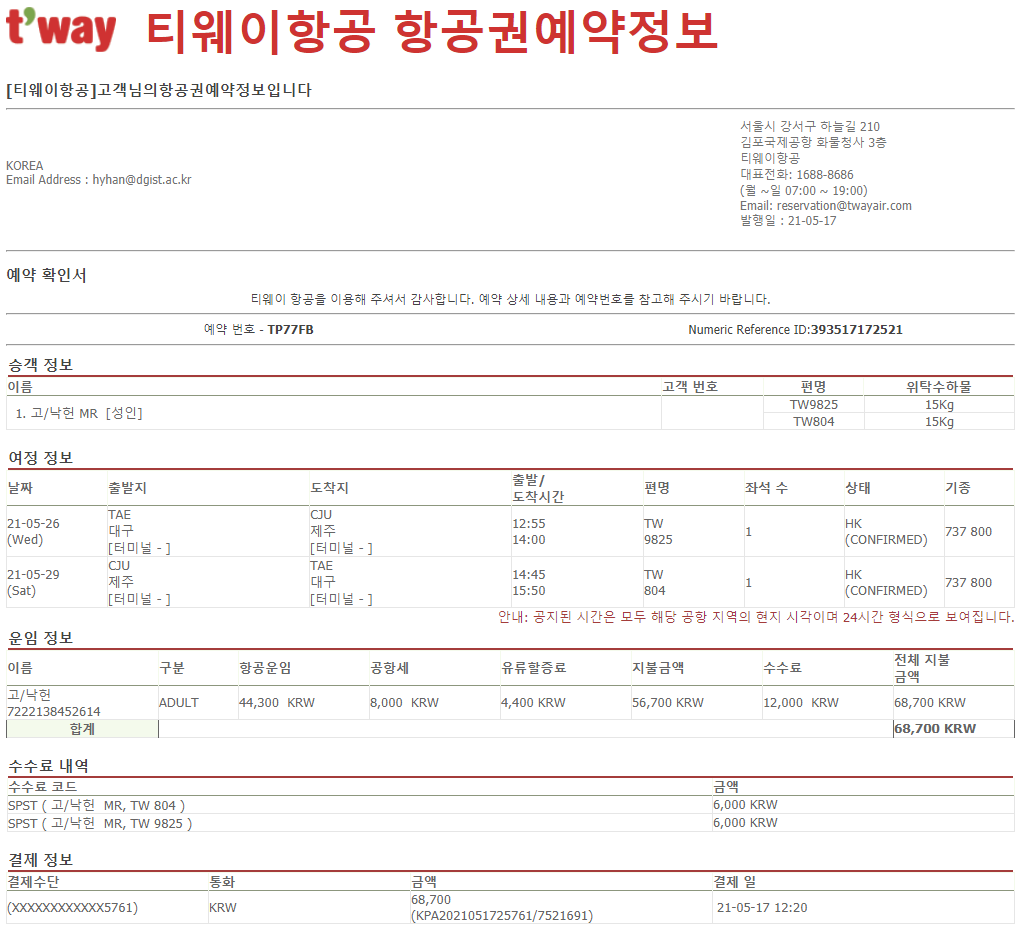 t'way 티웨이항공 항공권예약정보
[티웨이항공]고객님의항공권예약정보입니다
KOREA
Email Address : hyhan@dgist.ac.kr
서울시 강서구 하늘길 210
김포국제공항 화물청사 3층
티웨이항공
대표전화: 1688-8686
(월 ~일 07:00 ~ 19:00)
Email: reservation@twayair.com
발행일 : 21-05-17
예약 확인서
티웨이 항공을 이용해 주셔서 감사합니다. 예약 상세 내용과 예약번호를 참고해 주시기 바랍니다.
예약 번호 - TP77FB Numeric Reference ID:393517172521
승객 정보
이름 고객 번호 편명 위탁수하물
1. 고/낙헌 MR [성인] TW9825 15Kg
TW804 15Kg
여정 정보
날짜 출발지 도착지 출발/ 도착시간 편명 좌석 수 상태 기종
21-05-26 (Wed) TAE 대구 [터미널 - ] CJU 제주 [터미널 - ] 12:55 14:00 TW 9825 1 HK (CONFIRMED) 737 800
21-05-29 (Sat) CJU 제주 [터미널 - ] TAE 대구 [터미널 - ] 14:45 15:50 TW 804 1 HK (CONFIRMED) 737 800
안내: 공지된 시간은 모두 해당 공항 지역의 현지 시각이며 24시간 형식으로 보여집니다.
운임 정보
이름 구분 항공운임 공항세 유류할증료 지불금액 수수료 전체 지불 금액
고/낙헌 7222138452614 ADULT 44,300 KRW 8,000 KRW 4,400 KRW 56,700 KRW 12,000 KRW 68,700 KRW
합계 68,700 KRW
수수료 내역
수수료 코드 금액
SPST ( 고/낙헌 MR, TW 804 ) 6,000 KRW
SPST ( 고/낙헌 MR, TW 9825 ) 6,000 KRW
결제 정보
결제수단 통화 금액 결제 일
(XXXXXXXXXXXX5761) KRW 68,700 (KPA2021051725761/7521691) 21-05-17 12:20